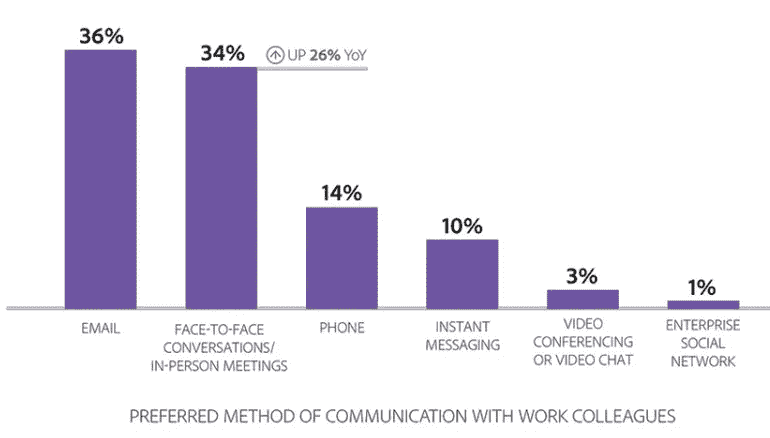 36%
34%
UP 26% YoY
14%
10%
3%
1%
EMAIL
FACE-TO-FACE
CONVERSATIONS/
IN-PERSON MEETINGS
PHONE
INSTANT
MESSAGING
VIDEO
CONFERENCING
OR VIDEO CHAT
ENTERPRISE
SOCIAL
NETWORK
PREFERRED METHOD OF COMMUNICATION WITH WORK COLLEAGUES